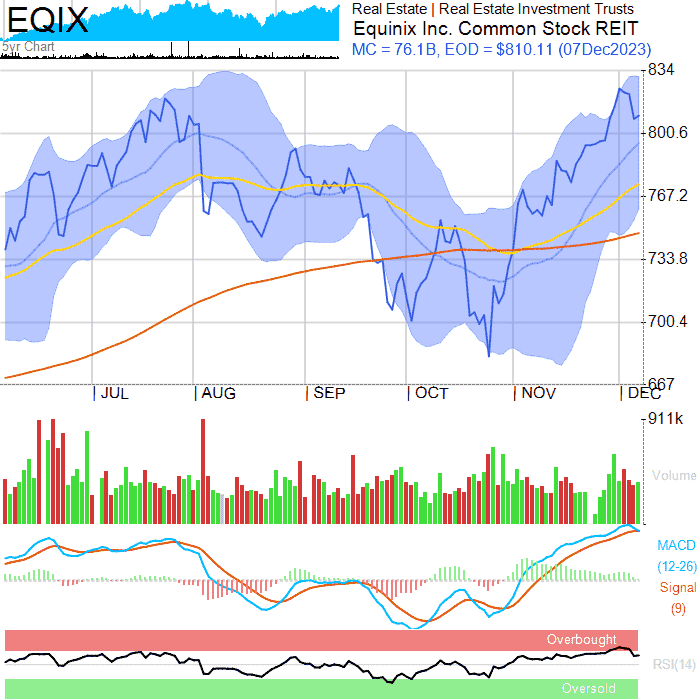 EQIX
5yr Chart
Real Estate | Real Estate Investment Trusts
Equinix Inc. Common Stock REIT
MC = 76.1B, EOD = $810.11 (07Dec2023)
834
800.6
767.2
733.8
700.4
667
| JUL | AUG | SEP | OCT | NOV | DEC
911k
Volume
MACD
(12-26)
Signal
(9)
Overbought
RSI(14)
Oversold